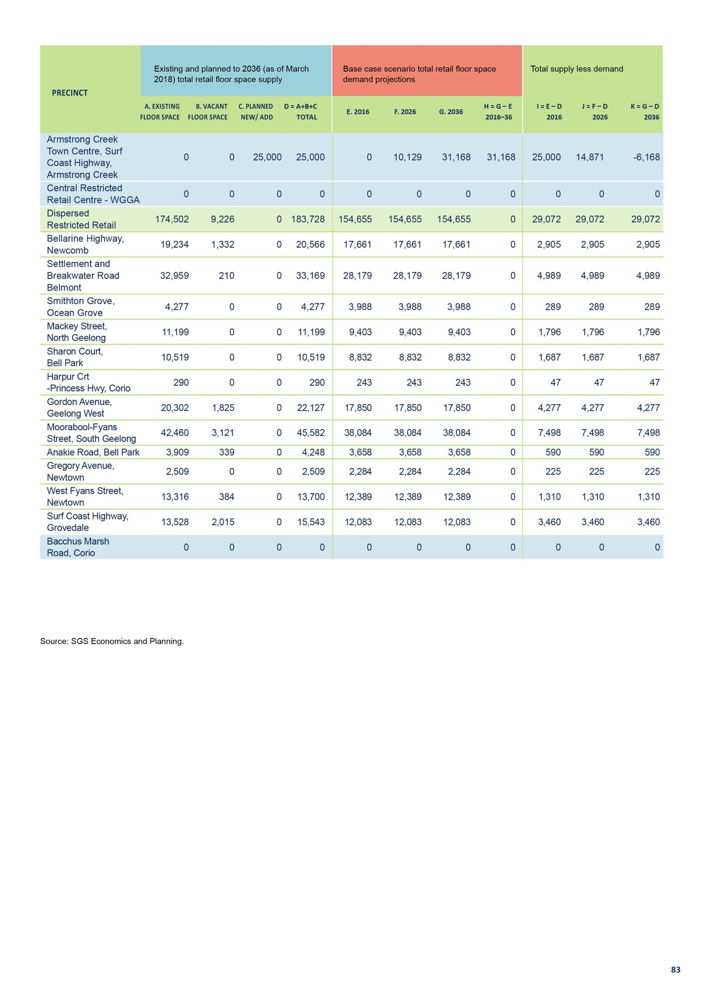 Existing and planned to 2036 (as of March
2018) total retail floor space supply
Base case scenario total retail floor space
demand projections
Total supply less demand
PRECINCT
A. EXISTING
FLOOR SPACE
B. VACANT
FLOOR SPACE
C. PLANNED
NEW/ ADD
D = A+B+C
TOTAL
E. 2016
F. 2026
G. 2036
H = G – E
2016–36
I = E – D
2016
J = F – D
2026
K = G – D
2036
Armstrong Creek
Town Centre, Surf
Coast Highway,
Armstrong Creek
0 0 25,000 25,000 0 10,129 31,168 31,168 25,000 14,871 -6,168
Central Restricted
Retail Centre - WGGA
0 0 0 0 0 0 0 0 0 0 0
Dispersed
Restricted Retail
174,502 9,226 0 183,728 154,655 154,655 154,655 0 29,072 29,072 29,072
Bellarine Highway,
Newcomb
19,234 1,332 0 20,566 17,661 17,661 17,661 0 2,905 2,905 2,905
Settlement and
Breakwater Road
Belmont
32,959 210 0 33,169 28,179 28,179 28,179 0 4,989 4,989 4,989
Smithton Grove,
Ocean Grove
4,277 0 0 4,277 3,988 3,988 3,988 0 289 289 289
Mackey Street,
North Geelong
11,199 0 0 11,199 9,403 9,403 9,403 0 1,796 1,796 1,796
Sharon Court,
Bell Park
10,519 0 0 10,519 8,832 8,832 8,832 0 1,687 1,687 1,687
Harpur Crt
-Princess Hwy, Corio
290 0 0 290 243 243 243 0 47 47 47
Gordon Avenue,
Geelong West
20,302 1,825 0 22,127 17,850 17,850 17,850 0 4,277 4,277 4,277
Moorabool-Fyans
Street, South Geelong
42,460 3,121 0 45,582 38,084 38,084 38,084 0 7,498 7,498 7,498
Anakie Road, Bell Park 3,909 339 0 4,248 3,658 3,658 3,658 0 590 590 590
Gregory Avenue,
Newtown
2,509 0 0 2,509 2,284 2,284 2,284 0 225 225 225
West Fyans Street,
Newtown
13,316 384 0 13,700 12,389 12,389 12,389 0 1,310 1,310 1,310
Surf Coast Highway,
Grovedale
13,528 2,015 0 15,543 12,083 12,083 12,083 0 3,460 3,460 3,460
Bacchus Marsh
Road, Corio
0 0 0 0 0 0 0 0 0 0 0
Source: SGS Economics and Planning.
83